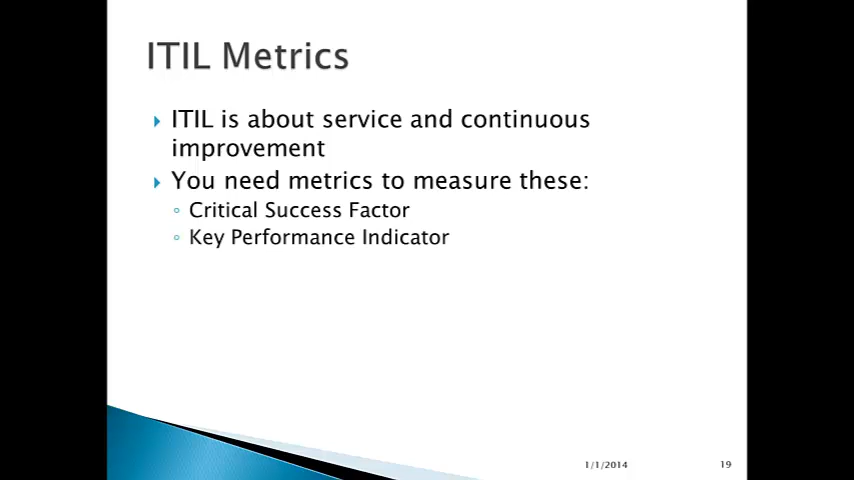 ITIL Metrics
ITIL is about service and continuous
improvement
You need metrics to measure these:
Critical Success Factor
Key Performance Indicator
1/1/2014
19